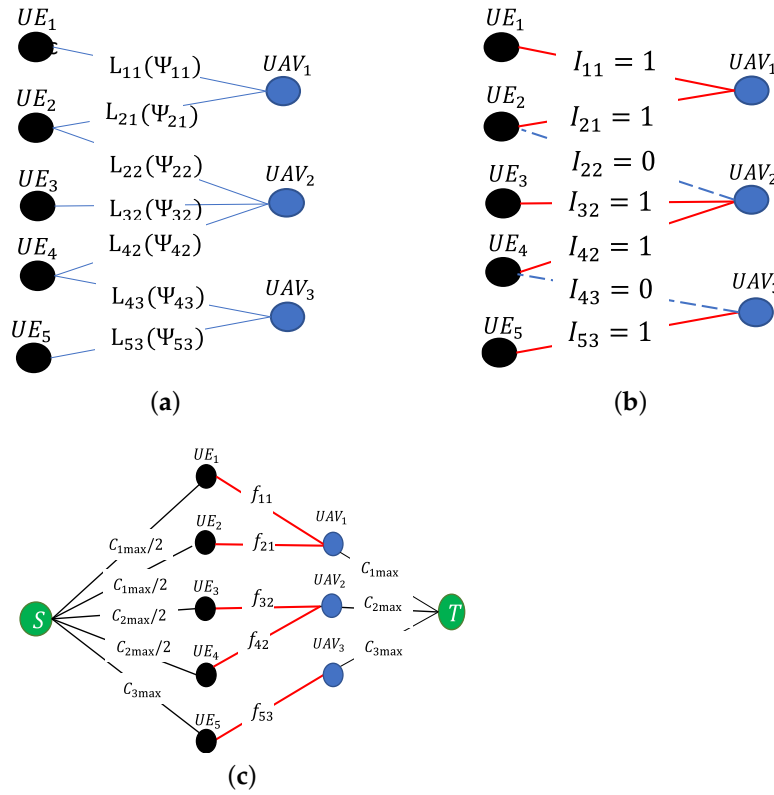 UE₁
c
L₁₁(Ψ₁₁)
UAV₁
UE₂
L₂₁(Ψ₂₁)
L₂₂(Ψ₂₂)
UE₃
UAV₂
L₃₂(Ψ₃₂)
UE₄
L₄₂(Ψ₄₂)
L₄₃(Ψ₄₃)
UAV₃
UE₅
L₅₃(Ψ₅₃)
(a)
UE₁
I₁₁ = 1
UAV₁
UE₂
I₂₁ = 1
I₂₂ = 0
UE₃
UAV₂
I₃₂ = 1
UE₄
I₄₂ = 1
I₄₃ = 0
UAV₃
UE₅
I₅₃ = 1
(b)
UE₁
f₁₁
UE₂
UAV₁
C₁ₘₐₓ/2
f₂₁
C₁ₘₐₓ
C₁ₘₐₓ/2
UE₃
UAV₂
f₃₂
S
C₂ₘₐₓ/2
C₂ₘₐₓ
T
C₂ₘₐₓ/2
UE₄
f₄₂
UAV₃
C₃ₘₐₓ
C₃ₘₐₓ
f₅₃
UE₅
(c)